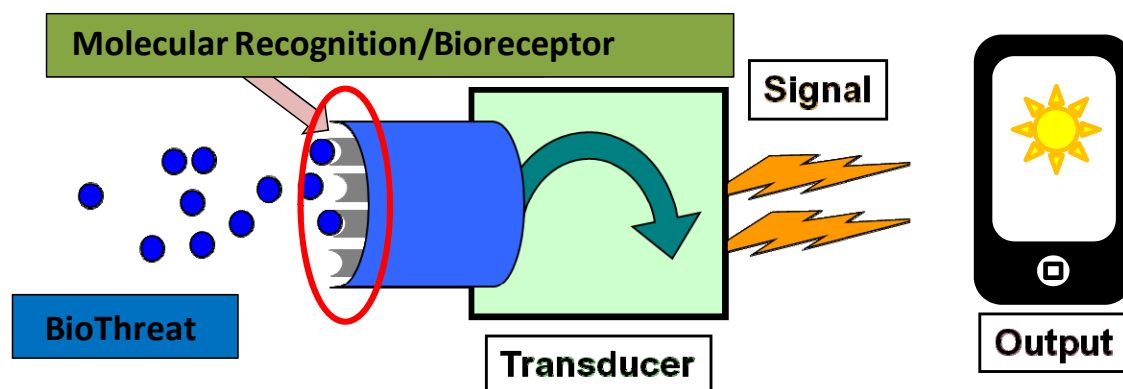 Molecular Recognition/Bioreceptor
Signal
BioThreat
Transducer
Output